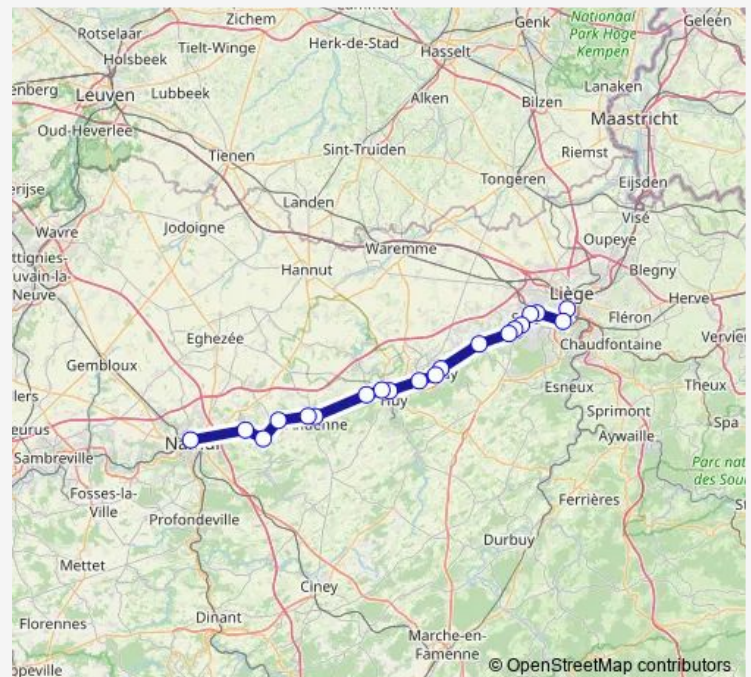 Rotselaar
Zichem
Genk
Nationaal
Park Hoge
Kempen
Geleen
Holsbeek
Tielt-Winge
Herk-de-Stad
Hasselt
enberg
Leuven
Lubbeek
Alken
Bilzen
Lanaken
Maastricht
Oud-Heverlee
Tienen
Sint-Truiden
Riemst
Tongeren
Eijsden
erijse
Landen
Visé
Wavre
Jodoigne
Waremme
Oupeye
ttignies-
uvain-la-
Neuve
Hannut
Blegny
Liège
Herve
Eghezée
Fléron
Gembloux
Chaudfontaine
Vervie
Esneux
Theux
llers
Huy
Sprimont
Spa
eurus
Sambreville
Aywaille
Fosses-la-
Ville
Parc nat
des Sou
Profondeville
Ferrières
Durbuy
Mettet
Ciney
Florennes
Dinant
Marche-en-
Famenne
ppeville
© OpenStreetMap contributors